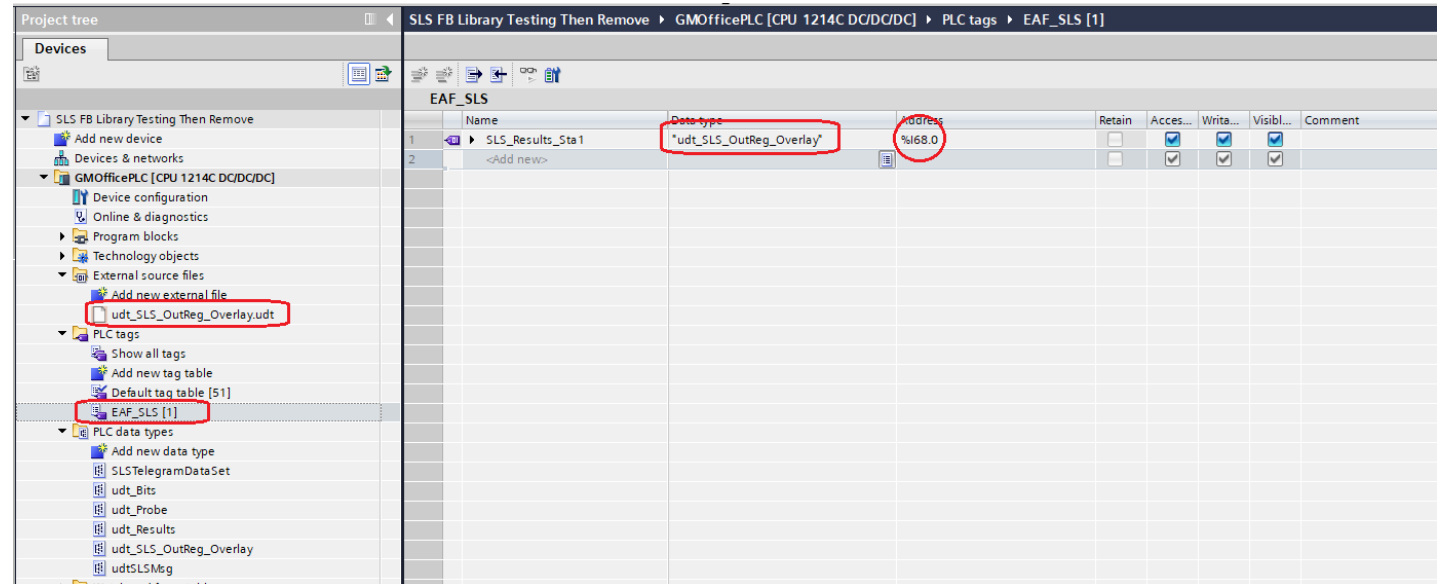 Project tree
SLS FB Library Testing Then Remove GMOfficePLC [CPU 1214C DC/DC/DC] PLC tags EAF_SLS [1]
Devices
EAF_SLS
Name Data type Address Retain Acces... Writa... Visibl... Comment
1 SLS_Results_Sta1 "udt_SLS_OutReg_Overlay" %I68.0
2 <Add new>
SLS FB Library Testing Then Remove
Add new device
Devices & networks
GMOfficePLC [CPU 1214C DC/DC/DC]
Device configuration
Online & diagnostics
Program blocks
Technology objects
External source files
Add new external file
udt_SLS_OutReg_Overlay.udt
PLC tags
Show all tags
Add new tag table
Default tag table [51]
EAF_SLS [1]
PLC data types
Add new data type
SLSTelegramDataSet
udt_Bits
udt_Probe
udt_Results
udt_SLS_OutReg_Overlay
udtSLSMsg